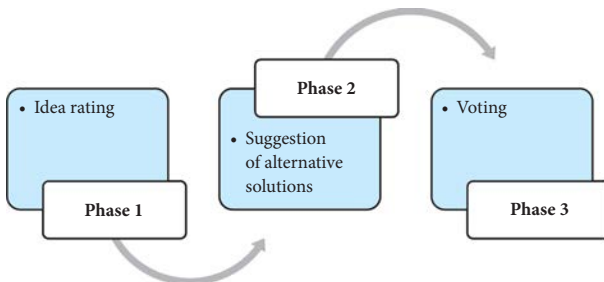 • Idea rating
Phase 1
Phase 2
• Suggestion
of alternative
solutions
• Voting
Phase 3